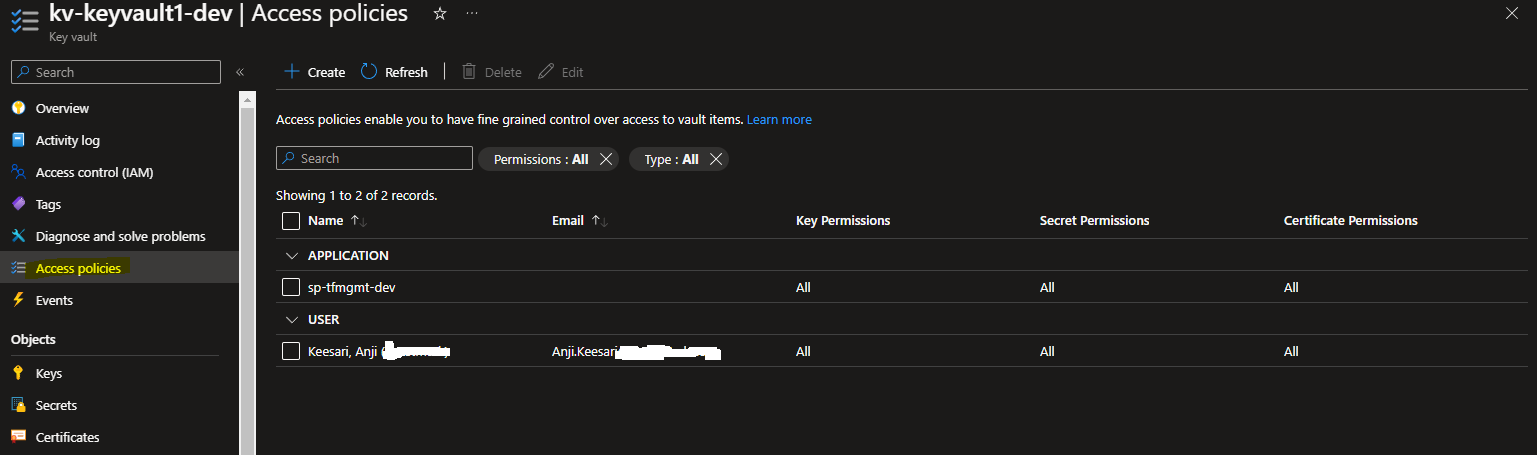 kv-keyvault1-dev | Access policies
Key vault
Search
Create Refresh Delete Edit
Overview
Activity log
Access control (IAM)
Tags
Diagnose and solve problems
Access policies
Events
Objects
Keys
Secrets
Certificates
Access policies enable you to have fine grained control over access to vault items. Learn more
Search Permissions : All Type : All
Showing 1 to 2 of 2 records.
Name Email Key Permissions Secret Permissions Certificate Permissions
APPLICATION
sp-tfmgmt-dev All All All
USER
Keesari, Anji ( Anji.Keesari All All All